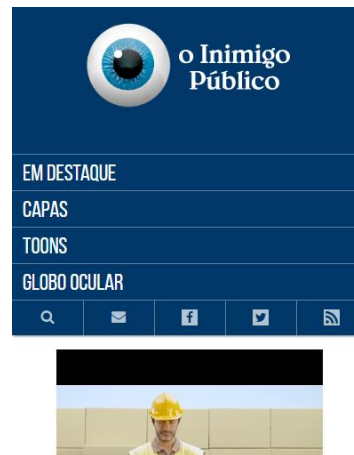 o Inimigo
Público
EM DESTAQUE
CAPAS
TOONS
GLOBO OCULAR